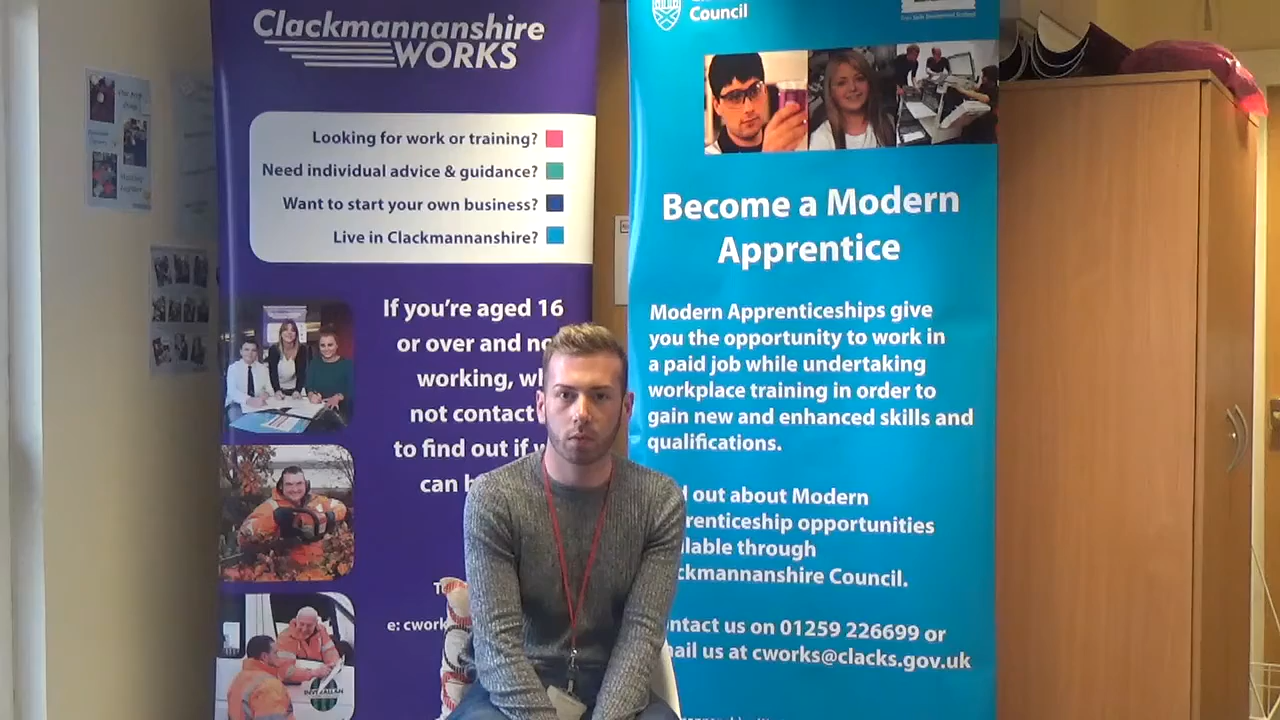 Clackmannanshire
WORKS
Looking for work or training?
Need individual advice & guidance?
Want to start your own business?
Live in Clackmannanshire?
If you're aged 16
or over and
working,
not contact
to find out if
can
e:
Council
Become a Modern
Apprentice
Modern Apprenticeships give
you the opportunity to work in
a paid job while undertaking
workplace training in order to
gain new and enhanced skills and
qualifications.
out about Modern
renticeship opportunities
lable through
ckmannanshire Council.
ntact us on 01259 226699 or
ail us at cworks@clacks.gov.uk